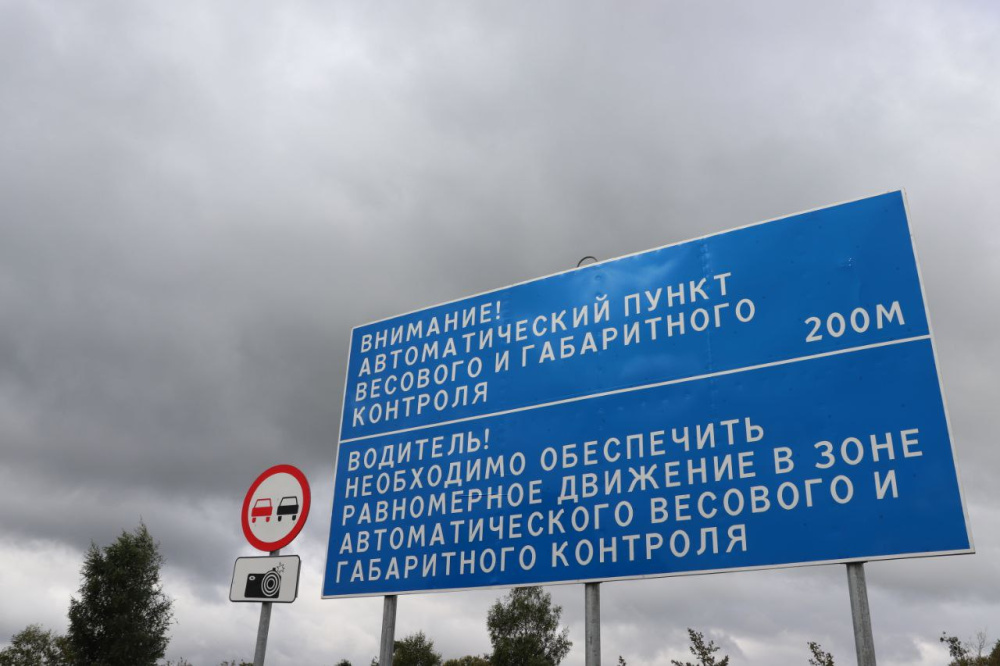 ВНИМАНИЕ!
АВТОМАТИЧЕСКИЙ ПУНКТ
ВЕСОВОГО И ГАБАРИТНОГО
КОНТРОЛЯ
200М
ВОДИТЕЛЬ!
НЕОБХОДИМО ОБЕСПЕЧИТЬ
РАВНОМЕРНОЕ ДВИЖЕНИЕ В ЗОНЕ
АВТОМАТИЧЕСКОГО ВЕСОВОГО И
ГАБАРИТНОГО КОНТРОЛЯ